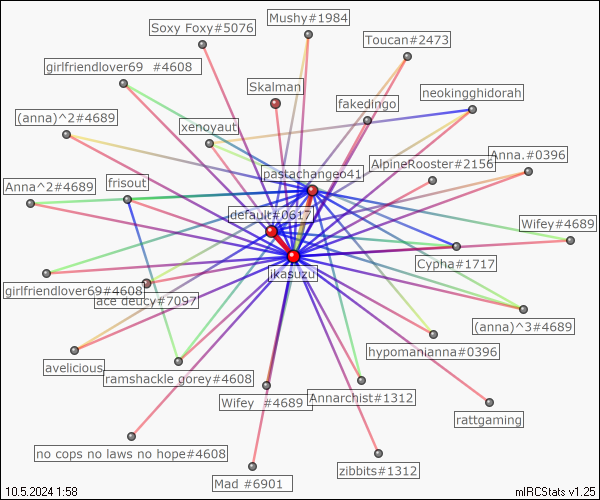 Mushy#1984
Soxy Foxy#5076
Toucan#2473
girlfriendlover69  #4608
Skalman
neokingghidorah
fakedingo
(anna)^2#4689
xenoyaut
Anna.#0396
AlpineRooster#2156
pastachangeo41
frisout
Anna^2#4689
default#0617
Wifey#4689
Cypha#1717
ikasuzu
girlfriendlover69#4608
ace deucy#7097
(anna)^3#4689
hypomanianna#0396
avelicious
ramshackle gorey#4608
Annarchist#1312
Wifey  #4689
rattgaming
no cops no laws no hope#4608
zibbits#1312
Mad  #6901
10.5.2024 1:58
mIRCStats v1.25